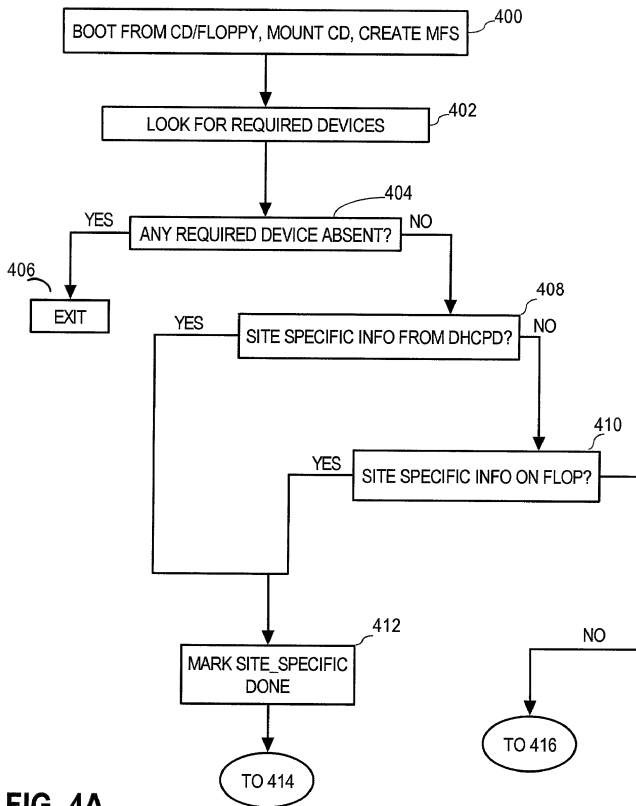 BOOT FROM CD/FLOPPY, MOUNT CD, CREATE MFS
400
LOOK FOR REQUIRED DEVICES
402
404
YES
ANY REQUIRED DEVICE ABSENT?
NO
406
EXIT
408
YES
SITE SPECIFIC INFO FROM DHCPD?
NO
410
YES
SITE SPECIFIC INFO ON FLOP?
412
MARK SITE_SPECIFIC
DONE
NO
TO 414
TO 416
FIG. 4A